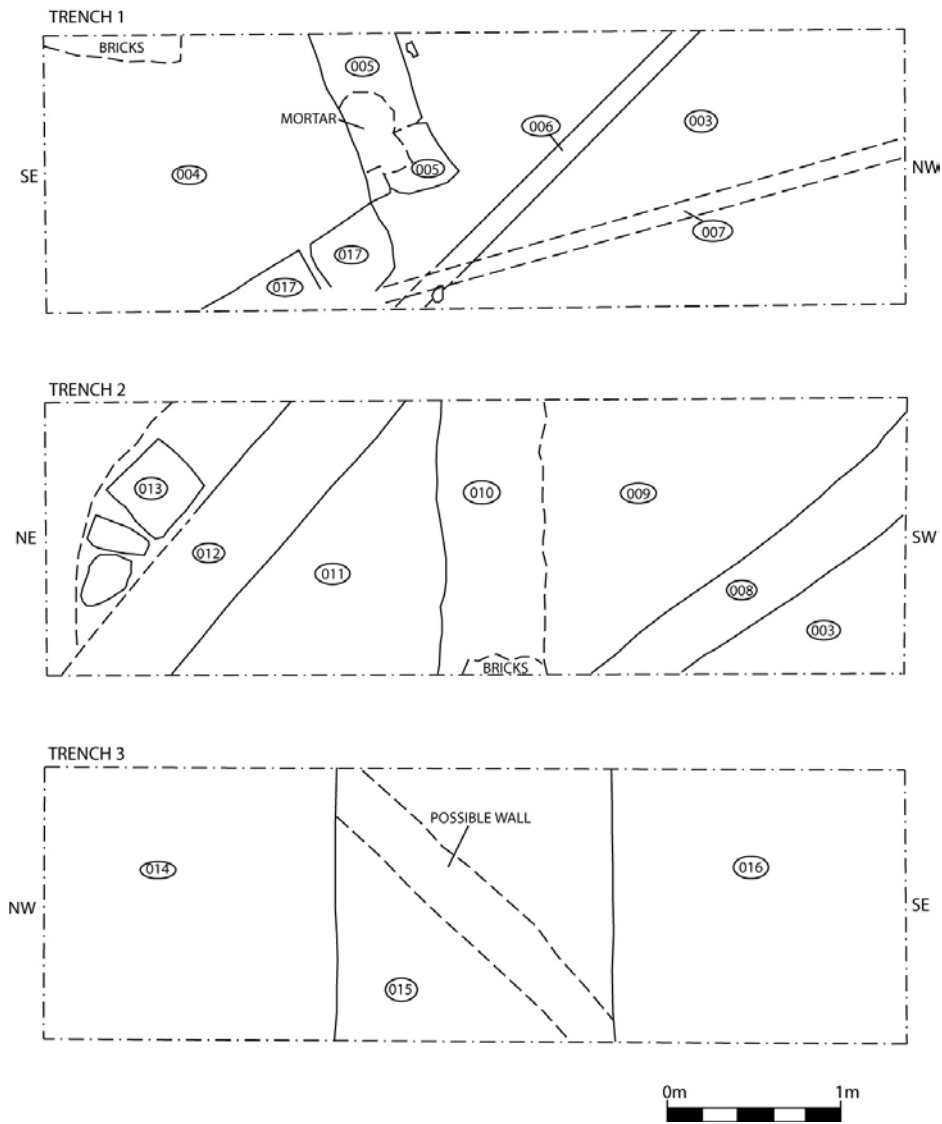 TRENCH 1
BRICKS
005
MORTAR
006
003
005
SE
004
NW
007
017
017
TRENCH 2
013
010
009
NE
012
SW
011
008
003
BRICKS
TRENCH 3
POSSIBLE WALL
014
016
NW
SE
015
0m 1m